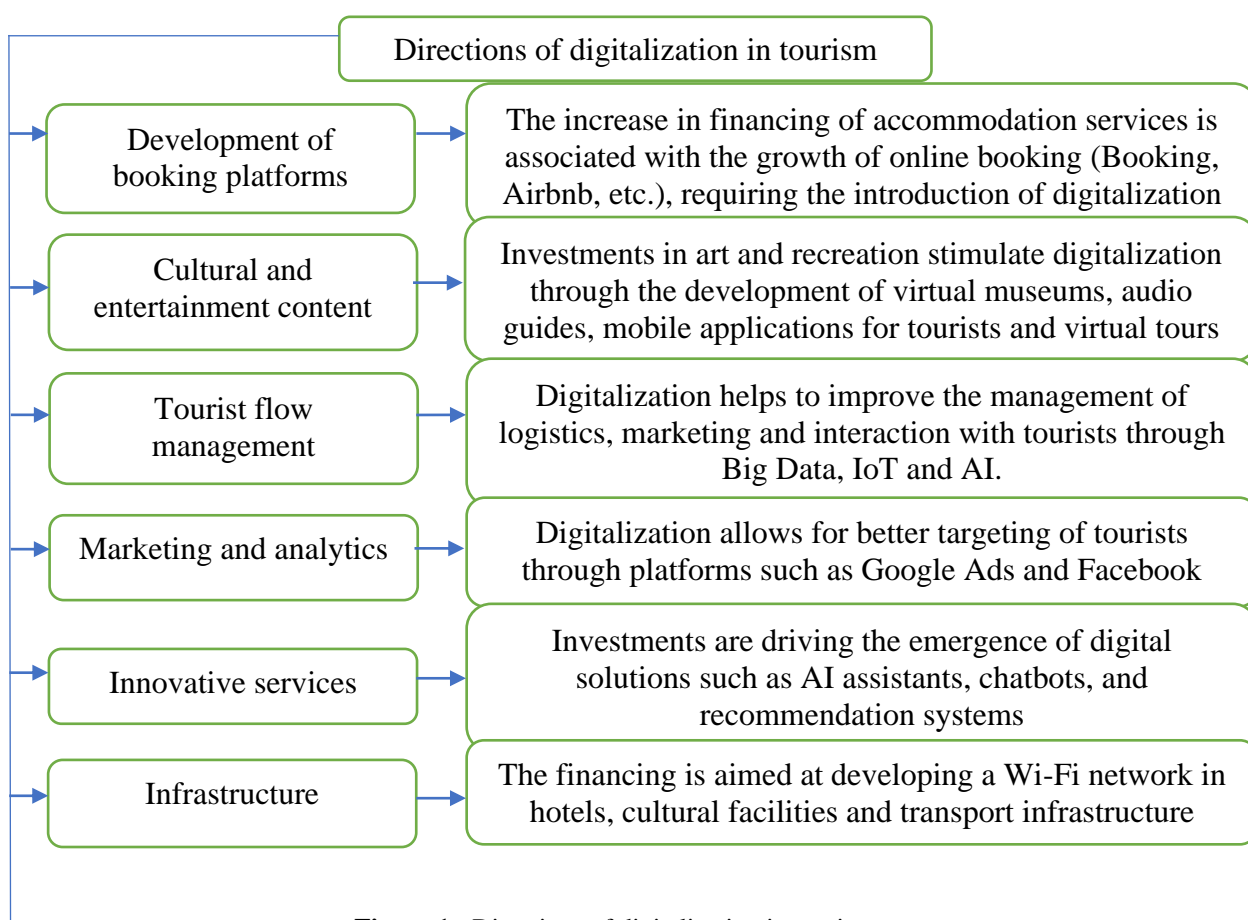 Directions of digitalization in tourism
Development of
booking platforms
The increase in financing of accommodation services is
associated with the growth of online booking (Booking,
Airbnb, etc.), requiring the introduction of digitalization
Cultural and
entertainment content
Investments in art and recreation stimulate digitalization
through the development of virtual museums, audio
guides, mobile applications for tourists and virtual tours
Tourist flow
management
Digitalization helps to improve the management of
logistics, marketing and interaction with tourists through
Big Data, IoT and AI.
Marketing and analytics
Digitalization allows for better targeting of tourists
through platforms such as Google Ads and Facebook
Innovative services
Investments are driving the emergence of digital
solutions such as AI assistants, chatbots, and
recommendation systems
Infrastructure
The financing is aimed at developing a Wi-Fi network in
hotels, cultural facilities and transport infrastructure